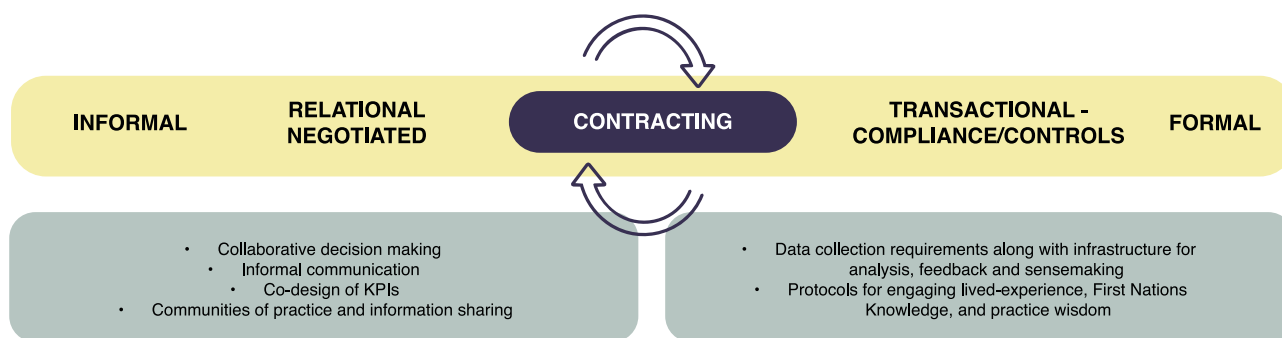 INFORMAL
RELATIONAL
NEGOTIATED
CONTRACTING
TRANSACTIONAL -
COMPLIANCE/CONTROLS
FORMAL
• Collaborative decision making
• Informal communication
• Co-design of KPIs
• Communities of practice and information sharing
• Data collection requirements along with infrastructure for
analysis, feedback and sensemaking
• Protocols for engaging lived-experience, First Nations
Knowledge, and practice wisdom